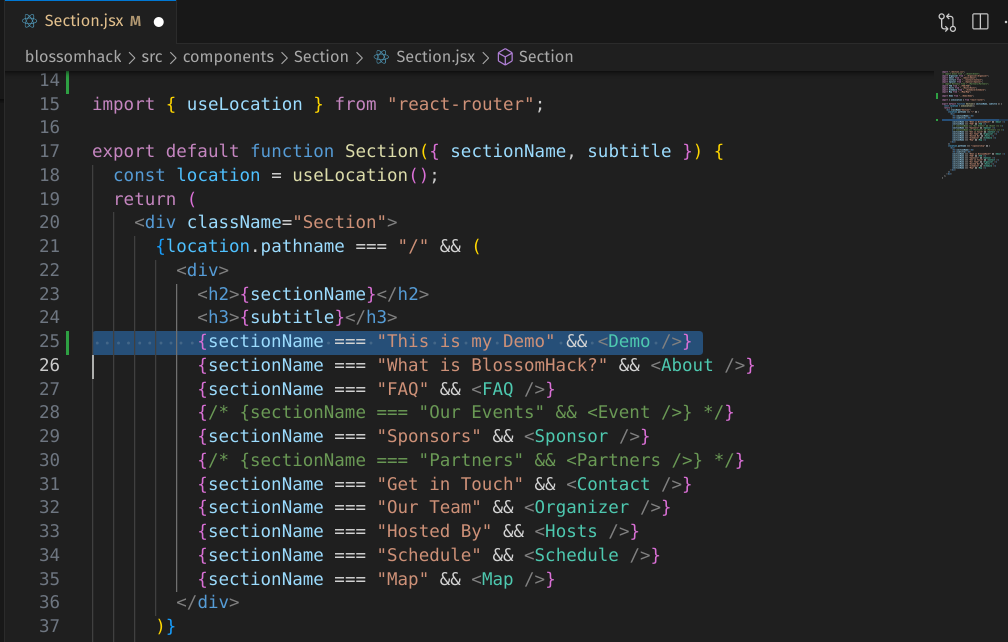 Section.jsx M
blossomhack > src > components > Section > Section.jsx > Section
14
15 import { useLocation } from "react-router";
16
17 export default function Section({ sectionName, subtitle }) {
18 const location = useLocation();
19 return (
20 <div className="Section">
21 {location.pathname === "/" && (
22 <div>
23 <h2>{sectionName}</h2>
24 <h3>{subtitle}</h3>
25 {sectionName === "This is my Demo" && <Demo />}
26 {sectionName === "What is BlossomHack?" && <About />}
27 {sectionName === "FAQ" && <FAQ />}
28 {/* {sectionName === "Our Events" && <Event />} */}
29 {sectionName === "Sponsors" && <Sponsor />}
30 {/* {sectionName === "Partners" && <Partners />} */}
31 {sectionName === "Get in Touch" && <Contact />}
32 {sectionName === "Our Team" && <Organizer />}
33 {sectionName === "Hosted By" && <Hosts />}
34 {sectionName === "Schedule" && <Schedule />}
35 {sectionName === "Map" && <Map />}
36 </div>
37 )}